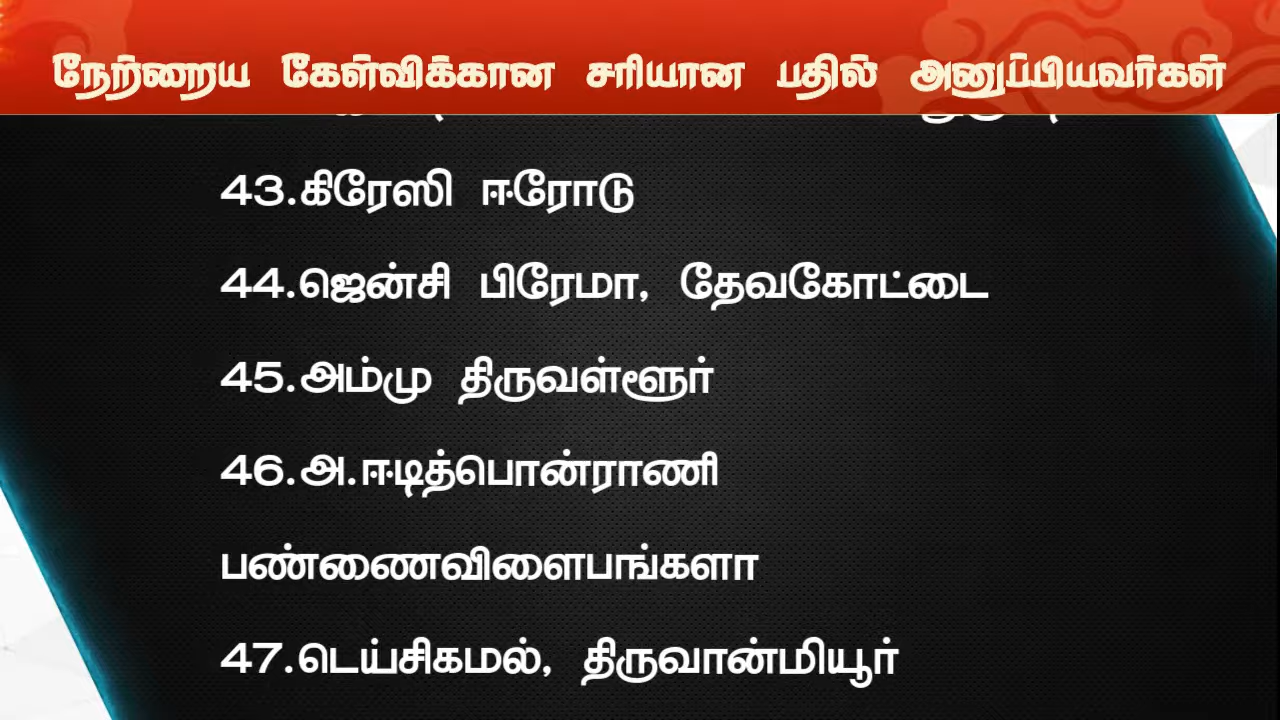 நேற்றைய கேள்விக்கான சரியான பதில் அனுப்பியவர்கள்
43.கிரேஸி ஈரோடு
44.ஜென்சி பிரேமா, தேவகோட்டை
45.அம்மு திருவள்ளூர்
46.அ.ஈடித்பொன்ராணி
பண்ணைவிளைபங்களா
47.டெய்சிகமல், திருவான்மியூர்